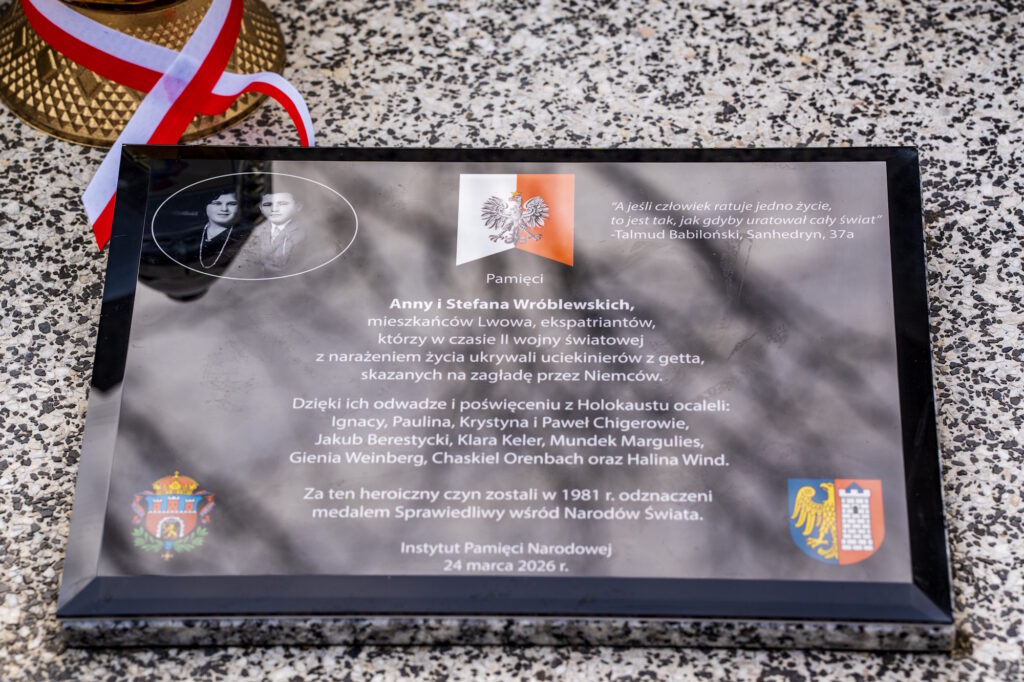 "A jeśli człowiek ratuje jedno życie,
to jest tak, jak gdyby uratował cały świat"
-Talmud Babiloński, Sanhedryn, 37a
Pamięci
Anny i Stefana Wróblewskich,
mieszkańców Lwowa, ekspatriantów,
którzy w czasie II wojny światowej
z narażeniem życia ukrywali uciekinierów z getta,
skazanych na zagładę przez Niemców.
Dzięki ich odwadze i poświęceniu z Holokaustu ocaleli:
Ignacy, Paulina, Krystyna i Paweł Chigerowie,
Jakub Berestycki, Klara Keler, Mundek Margulies,
Gienia Weinberg, Chaskiel Orenbach oraz Halina Wind.
Za ten heroiczny czyn zostali w 1981 r. odznaczeni
medalem Sprawiedliwy wśród Narodów Świata.
Instytut Pamięci Narodowej
24 marca 2026 r.